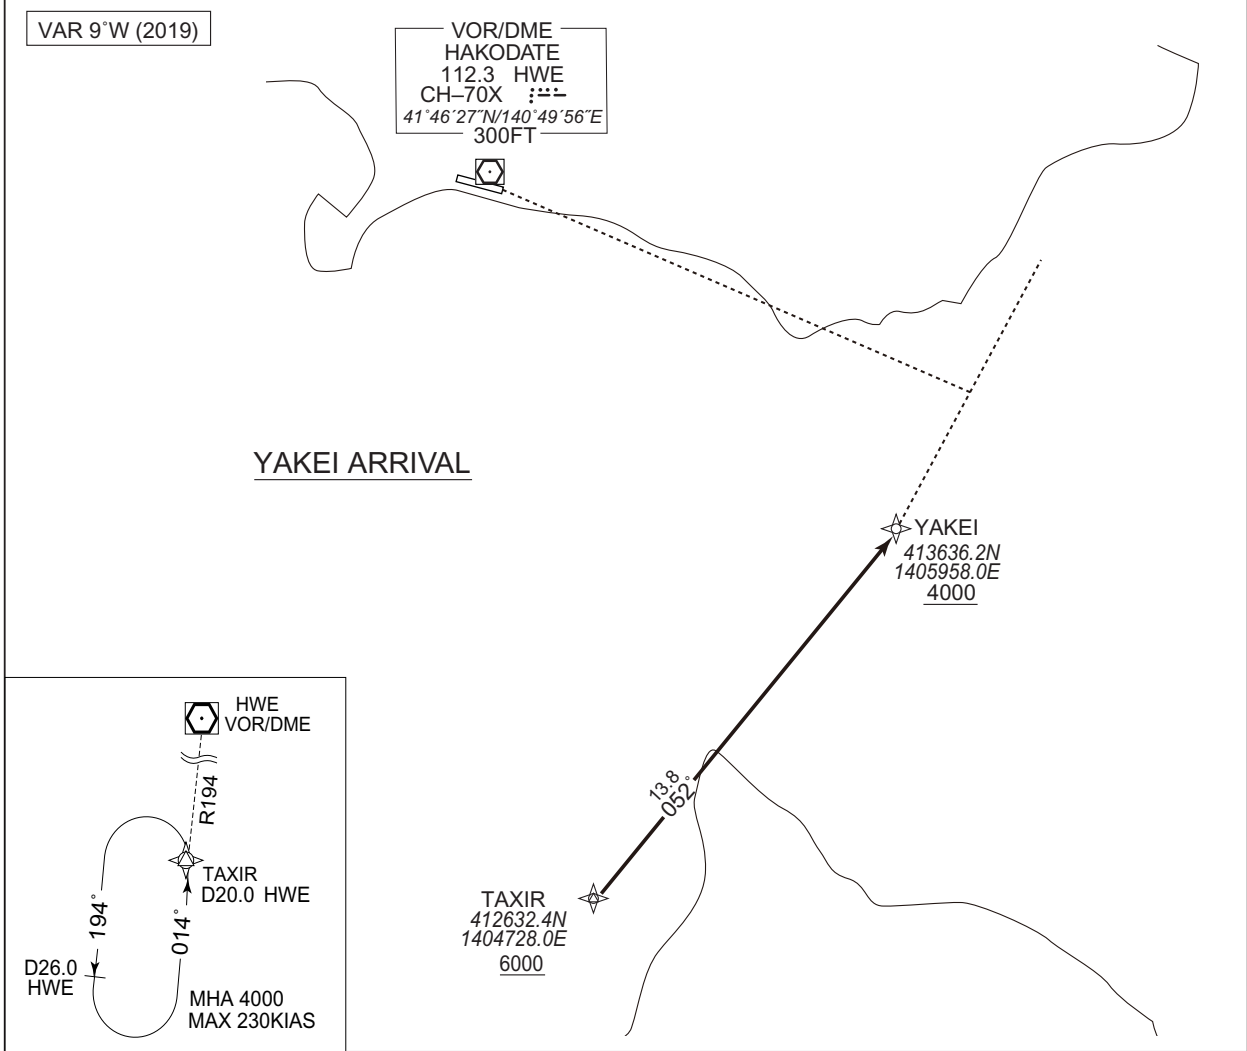 VAR 9°W (2019)
VOR/DME
HAKODATE
112.3 HWE
CH–70X
41°46′27″N/140°49′56″E
300FT
YAKEI ARRIVAL
YAKEI
413636.2N
1405958.0E
4000
13.8
052°
TAXIR
412632.4N
1404728.0E
6000
HWE
VOR/DME
R194
TAXIR
D20.0 HWE
194°
014°
D26.0
HWE
MHA 4000
MAX 230KIAS